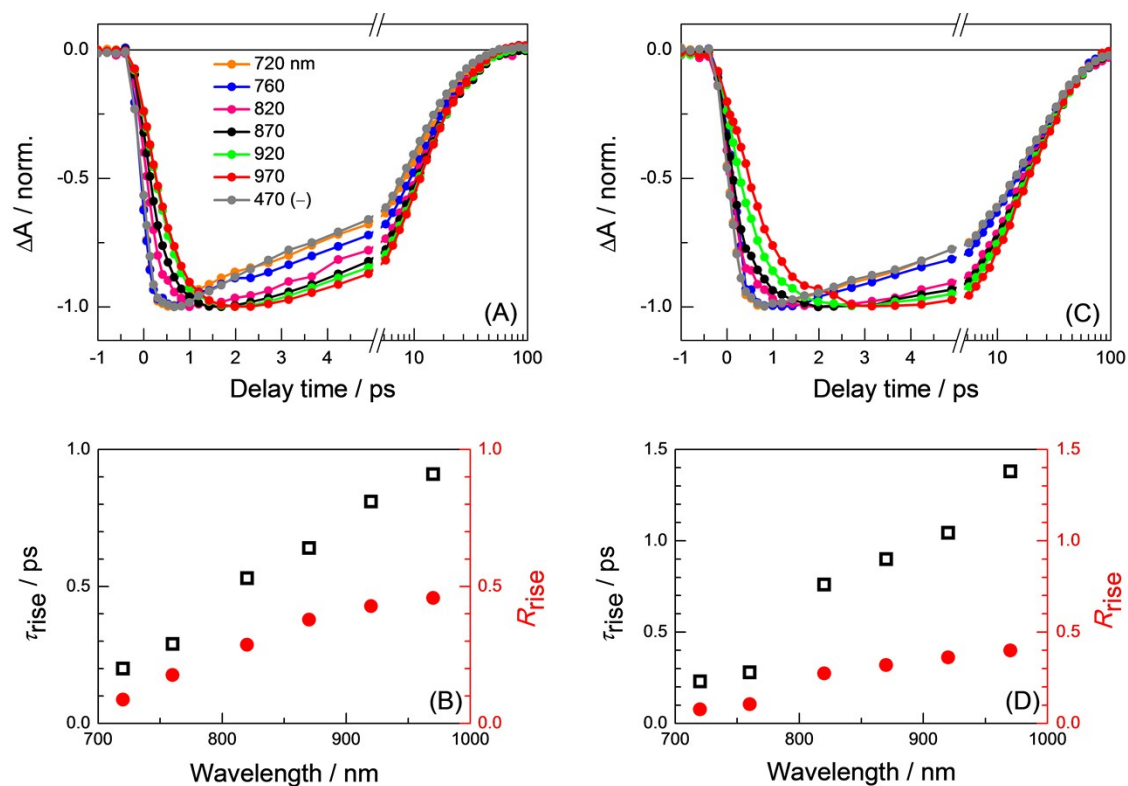 0.0
-0.5
-1.0
ΔA / norm.
720 nm
760
820
870
920
970
470 (–)
(A)
-1 0 1 2 3 4 10 100
Delay time / ps
0.0
-0.5
-1.0
ΔA / norm.
(C)
-1 0 1 2 3 4 10 100
Delay time / ps
1.0
0.5
0.0
τrise / ps
1.0
0.5
0.0
Rrise
(B)
700 800 900 1000
Wavelength / nm
1.5
1.0
0.5
0.0
τrise / ps
1.5
1.0
0.5
0.0
Rrise
(D)
700 800 900 1000
Wavelength / nm